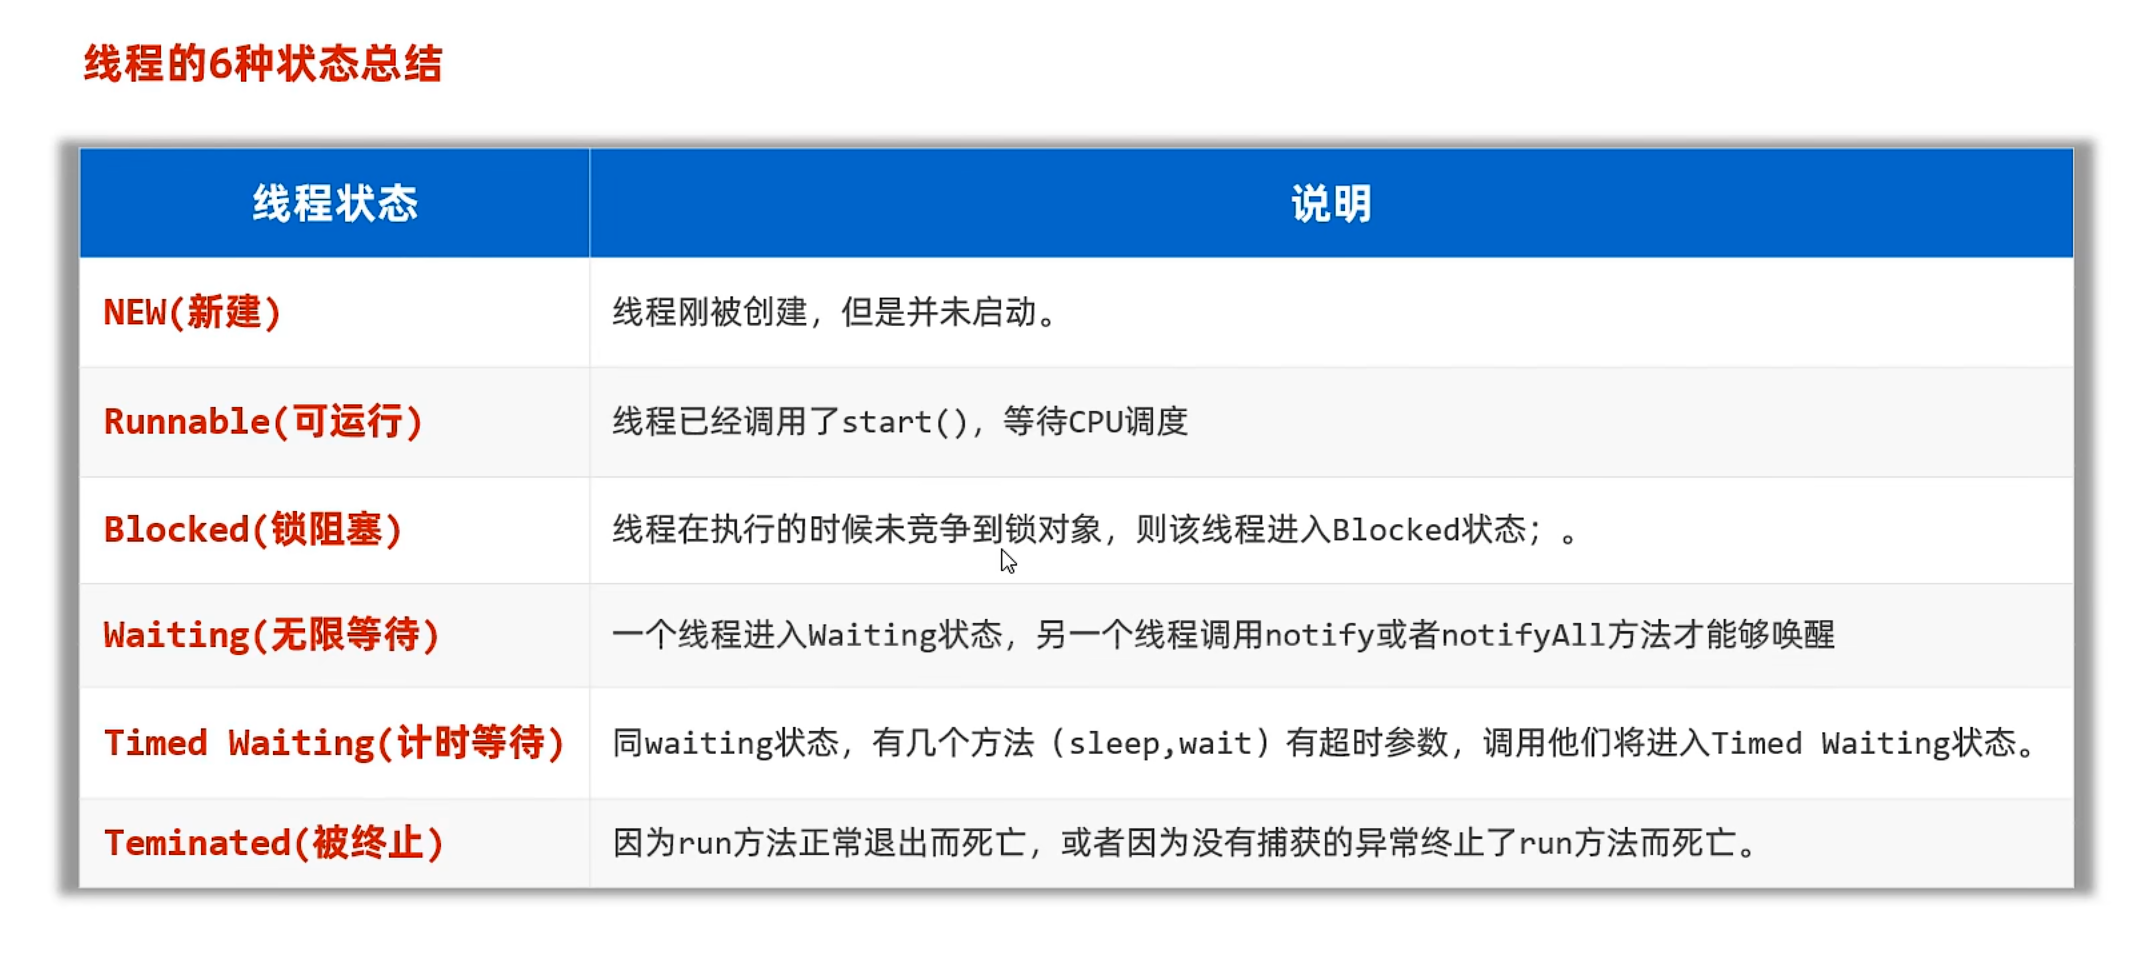 线程的6种状态总结
线程状态 说明
NEW(新建) 线程刚被创建，但是并未启动。
Runnable(可运行) 线程已经调用了start()，等待CPU调度
Blocked(锁阻塞) 线程在执行的时候未竞争到锁对象，则该线程进入Blocked状态；。
Waiting(无限等待) 一个线程进入Waiting状态，另一个线程调用notify或者notifyAll方法才能够唤醒
Timed Waiting(计时等待) 同waiting状态，有几个方法（sleep,wait）有超时参数，调用他们将进入Timed Waiting状态。
Teminated(被终止) 因为run方法正常退出而死亡，或者因为没有捕获的异常终止了run方法而死亡。